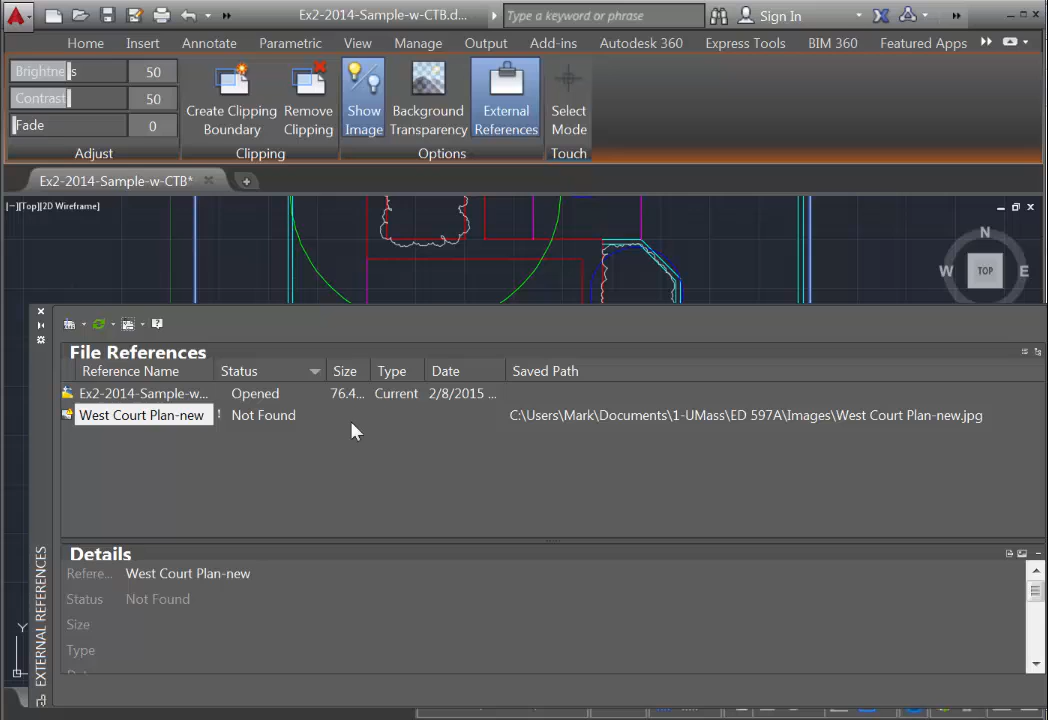 Ex2-2014-Sample-w-CTB.d... Type a keyword or phrase Sign In
Home Insert Annotate Parametric View Manage Output Add-ins Autodesk 360 Express Tools BIM 360 Featured Apps
Brightness 50
Contrast 50
Fade 0
Adjust
Create Clipping Boundary
Remove Clipping
Clipping
Show Image
Background Transparency
External References
Options
Select Mode
Touch
Ex2-2014-Sample-w-CTB*
[−][Top][2D Wireframe]
N
W TOP E
File References
Reference Name Status Size Type Date Saved Path
Ex2-2014-Sample-w... Opened 76.4... Current 2/8/2015 ...
West Court Plan-new ! Not Found C:\Users\Mark\Documents\1-UMass\ED 597A\Images\West Court Plan-new.jpg
Details
Refere... West Court Plan-new
Status Not Found
Size
Type
EXTERNAL REFERENCES
Y